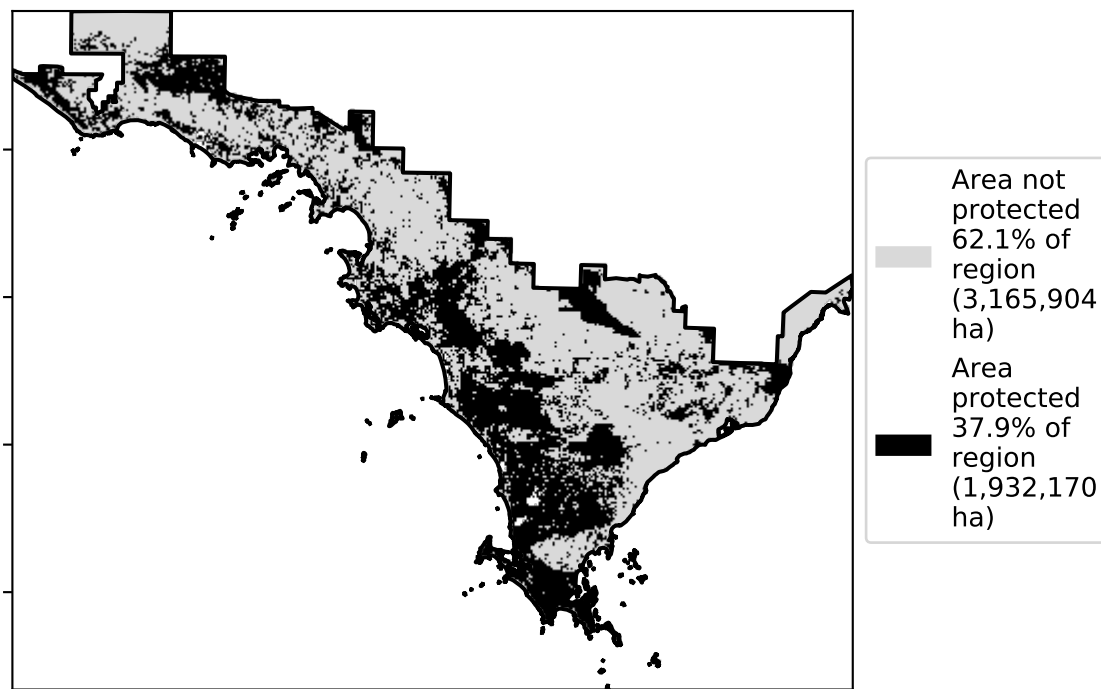 Area not
protected
62.1% of
region
(3,165,904
ha)
Area
protected
37.9% of
region
(1,932,170
ha)